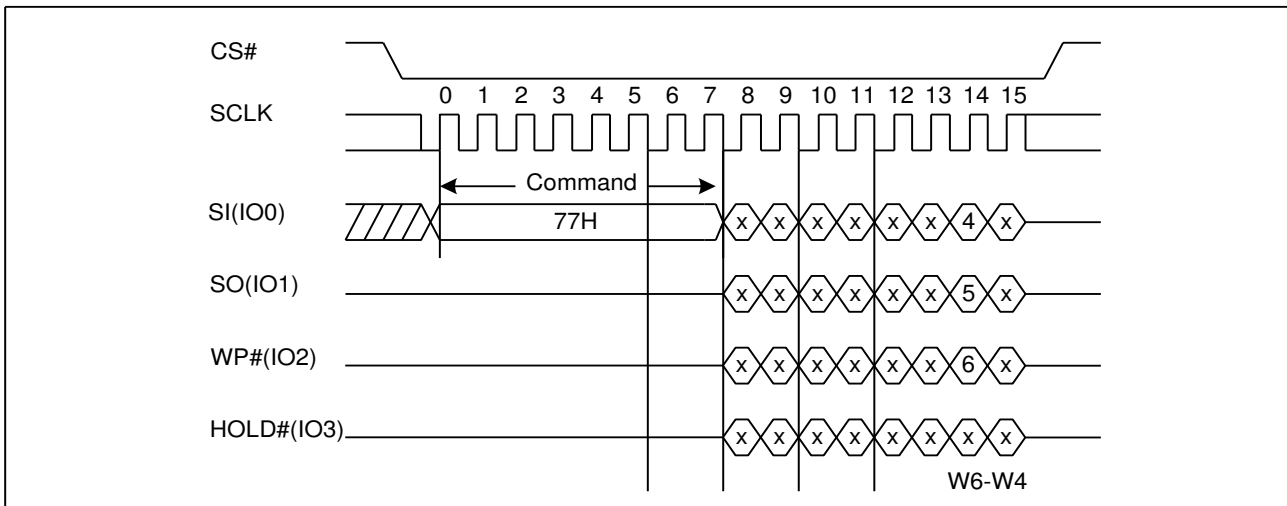 CS#
0 1 2 3 4 5 6 7 8 9 10 11 12 13 14 15
SCLK
Command
SI(IO0) 77H x x x x x x 4 x
SO(IO1) x x x x x x 5 x
WP#(IO2) x x x x x x 6 x
HOLD#(IO3) x x x x x x x x
W6-W4